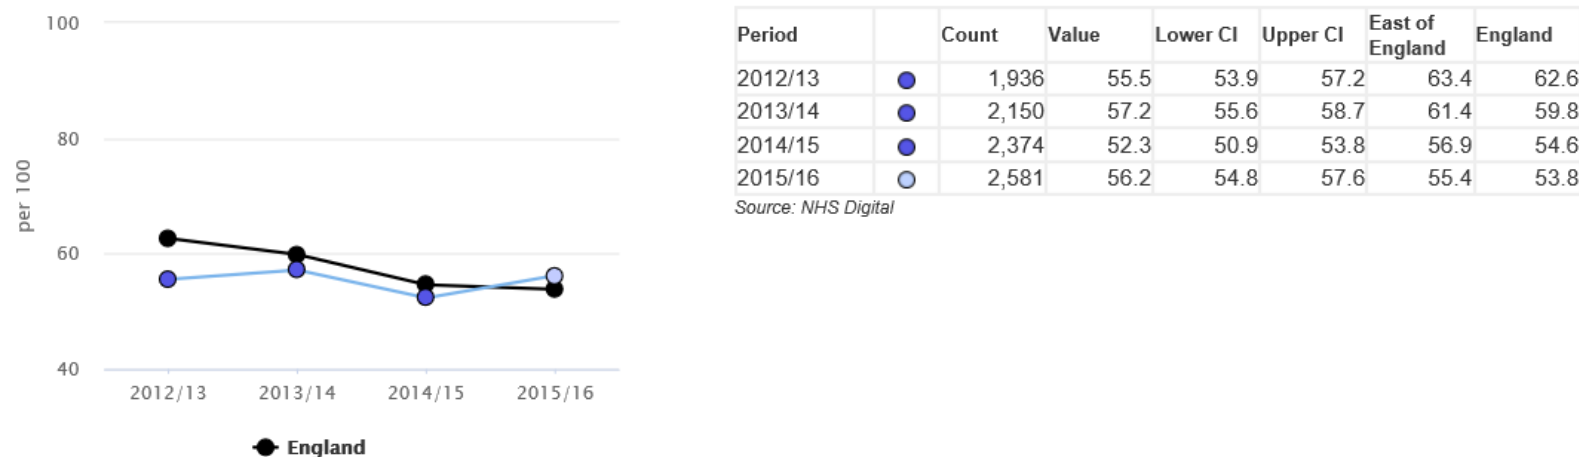 100
80
60
40
per 100
2012/13 2013/14 2014/15 2015/16
England
Period Count Value Lower CI Upper CI East of England England
2012/13 1,936 55.5 53.9 57.2 63.4 62.6
2013/14 2,150 57.2 55.6 58.7 61.4 59.8
2014/15 2,374 52.3 50.9 53.8 56.9 54.6
2015/16 2,581 56.2 54.8 57.6 55.4 53.8
Source: NHS Digital